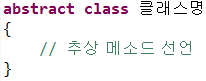 abstract class 클래스명
{
// 추상 메소드 선언
}